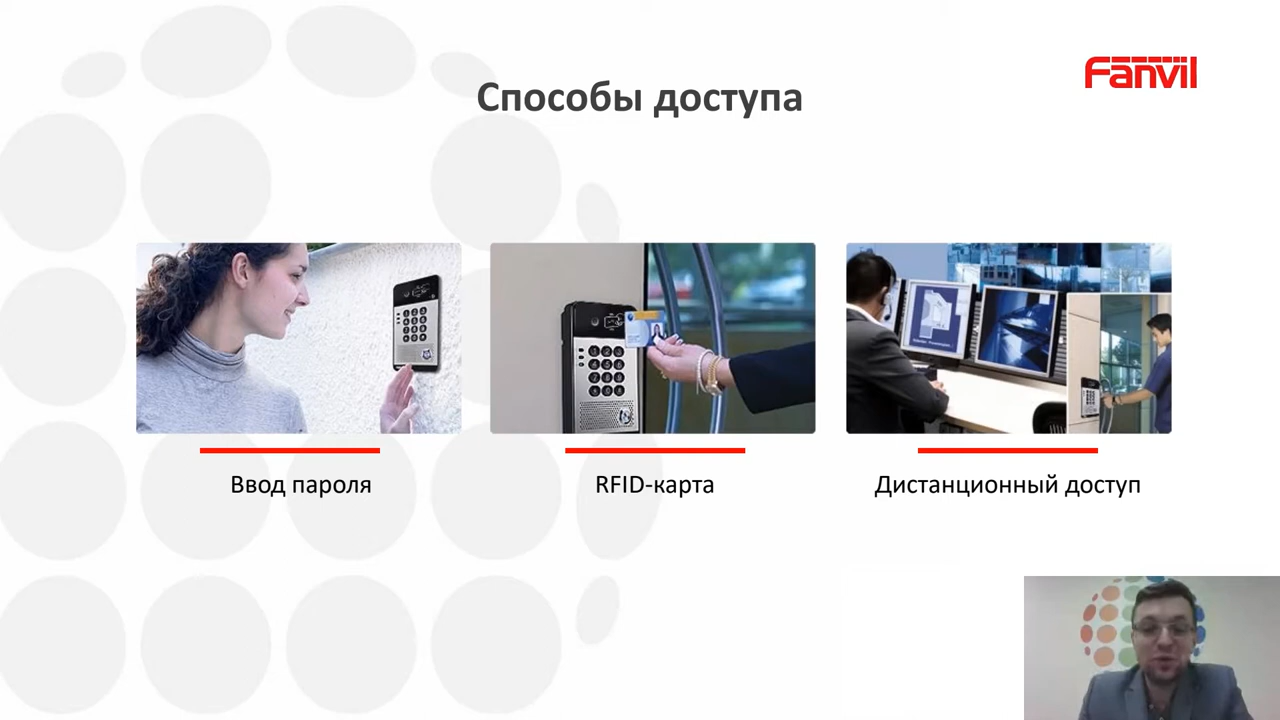 Fanvil
Способы доступа
Ввод пароля
RFID-карта
Дистанционный доступ